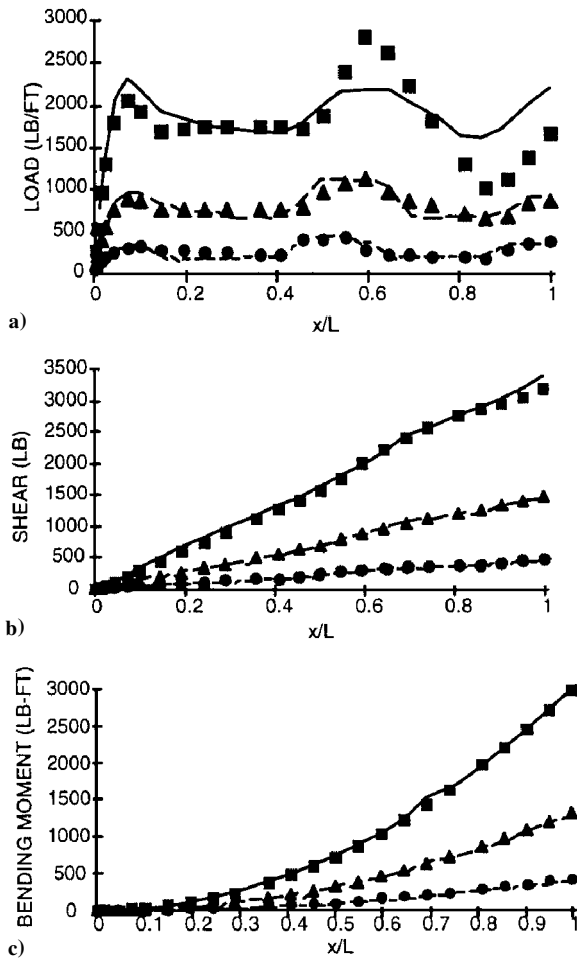 3000
2500
2000
1500
1000
500
0
LOAD (LB/FT)
0 0.2 0.4 0.6 0.8 1
x/L
a)
3500
3000
2500
2000
1500
1000
500
0
SHEAR (LB)
0 0.2 0.4 0.6 0.8 1
x/L
b)
3000
2500
2000
1500
1000
500
0
BENDING MOMENT (LB-FT)
0 0.1 0.2 0.3 0.4 0.5 0.6 0.7 0.8 0.9 1
x/L
c)